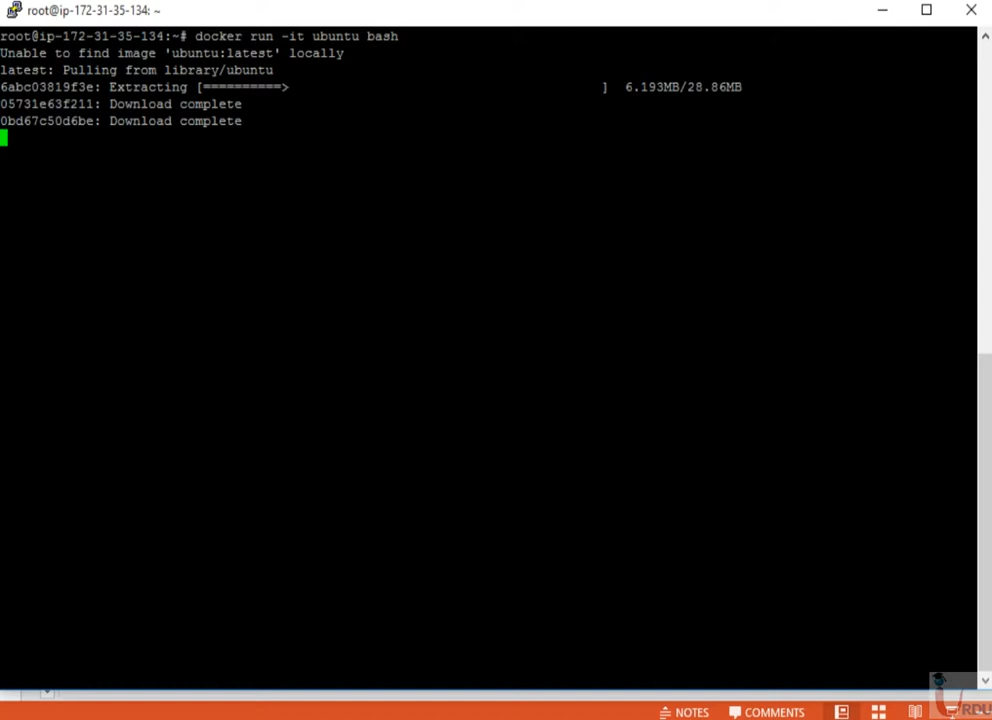 root@ip-172-31-35-134: ~
root@ip-172-31-35-134:~# docker run -it ubuntu bash
Unable to find image 'ubuntu:latest' locally
latest: Pulling from library/ubuntu
6abc03819f3e: Extracting [==========>                                        ]  6.193MB/28.86MB
05731e63f211: Download complete
0bd67c50d6be: Download complete
NOTES COMMENTS